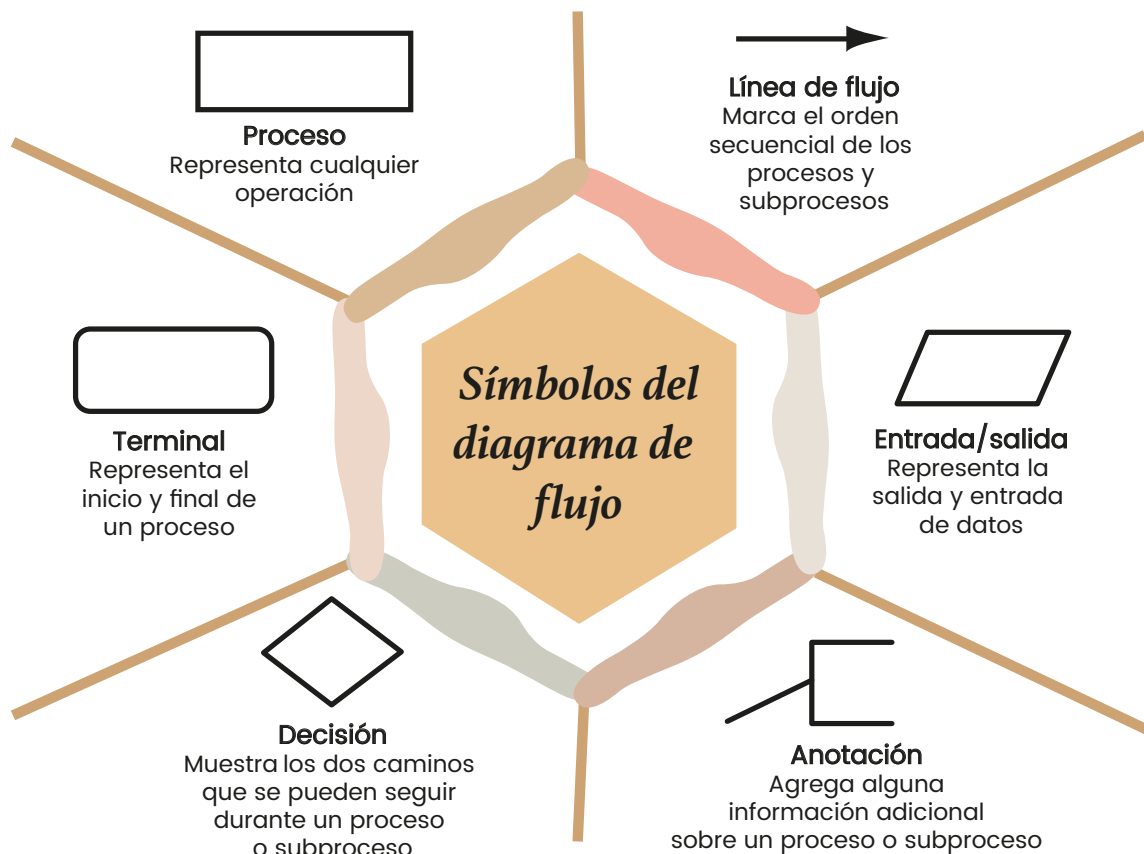 Proceso
Representa cualquier
operación
Línea de flujo
Marca el orden
secuencial de los
procesos y
subprocesos
Símbolos del
diagrama de
flujo
Terminal
Representa el
inicio y final de
un proceso
Entrada/salida
Representa la
salida y entrada
de datos
Decisión
Muestra los dos caminos
que se pueden seguir
durante un proceso
o subproceso
Anotación
Agrega alguna
información adicional
sobre un proceso o subproceso